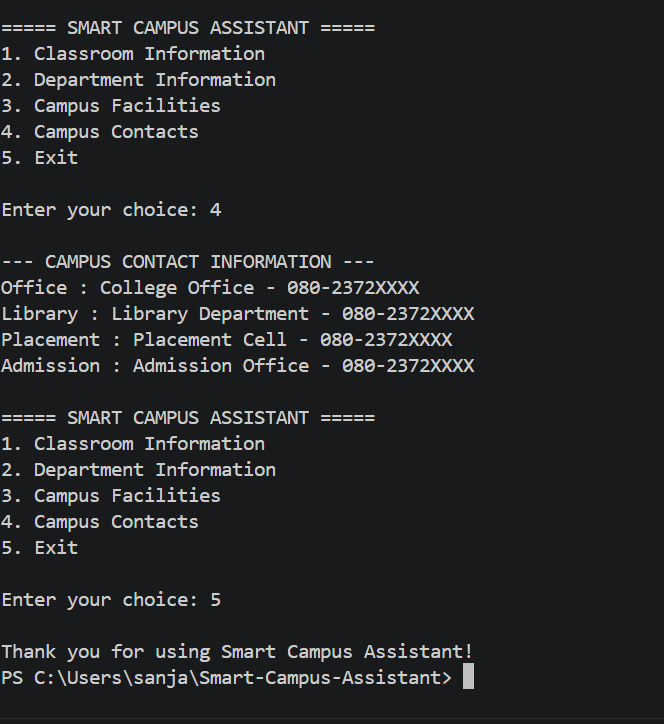 ===== SMART CAMPUS ASSISTANT =====
1. Classroom Information
2. Department Information
3. Campus Facilities
4. Campus Contacts
5. Exit
Enter your choice: 4
--- CAMPUS CONTACT INFORMATION ---
Office : College Office - 080-2372XXXX
Library : Library Department - 080-2372XXXX
Placement : Placement Cell - 080-2372XXXX
Admission : Admission Office - 080-2372XXXX
===== SMART CAMPUS ASSISTANT =====
1. Classroom Information
2. Department Information
3. Campus Facilities
4. Campus Contacts
5. Exit
Enter your choice: 5
Thank you for using Smart Campus Assistant!
PS C:\Users\sanja\Smart-Campus-Assistant>